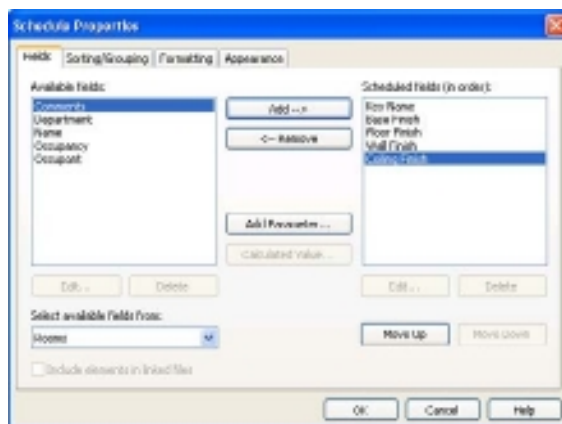 Schedule Properties
Fields Sorting/Grouping Formatting Appearance
Available fields:
Comments
Department
Name
Occupancy
Occupant
Add -->
<-- Remove
Add Parameter...
Calculated Value...
Scheduled fields (in order):
Key Name
Base Finish
Floor Finish
Wall Finish
Ceiling Finish
Edit... Delete
Edit... Delete
Select available fields from:
Rooms
Move Up Move Down
Include elements in linked files
OK Cancel Help